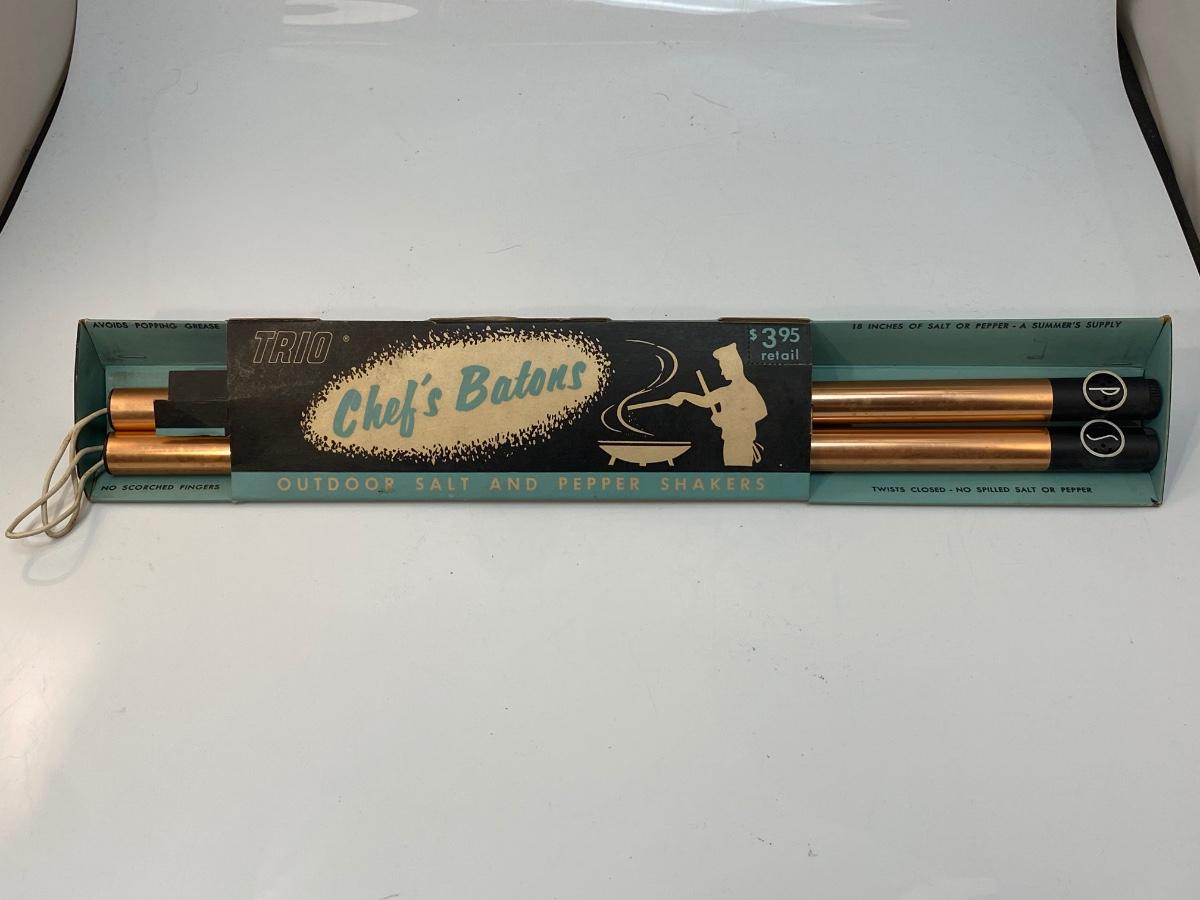 AVOIDS POPPING GREASE
18 INCHES OF SALT OR PEPPER - A SUMMER'S SUPPLY
TRIO ®
$3.95
retail
Chef's Batons
P
S
OUTDOOR SALT AND PEPPER SHAKERS
NO SCORCHED FINGERS
TWISTS CLOSED - NO SPILLED SALT OR PEPPER